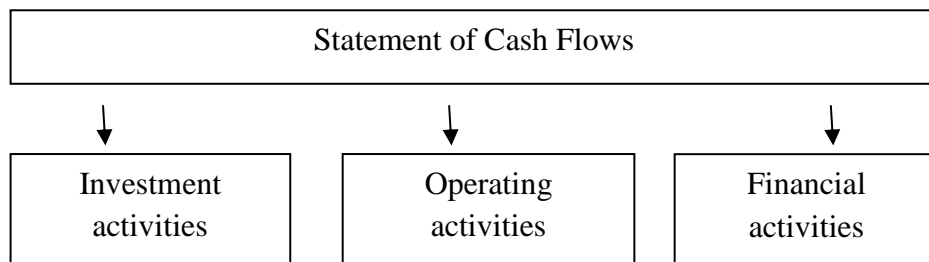 Statement of Cash Flows
Investment
activities
Operating
activities
Financial
activities